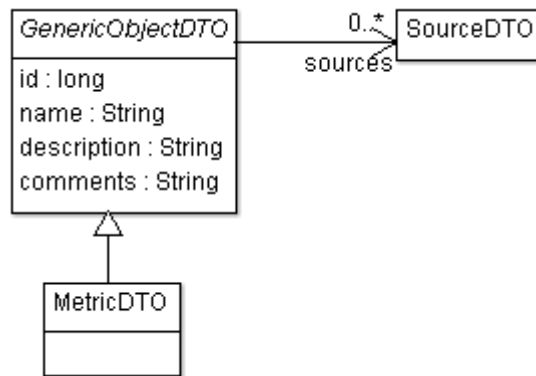 GenericObjectDTO
id : long
name : String
description : String
comments : String
0..*
sources
SourceDTO
MetricDTO